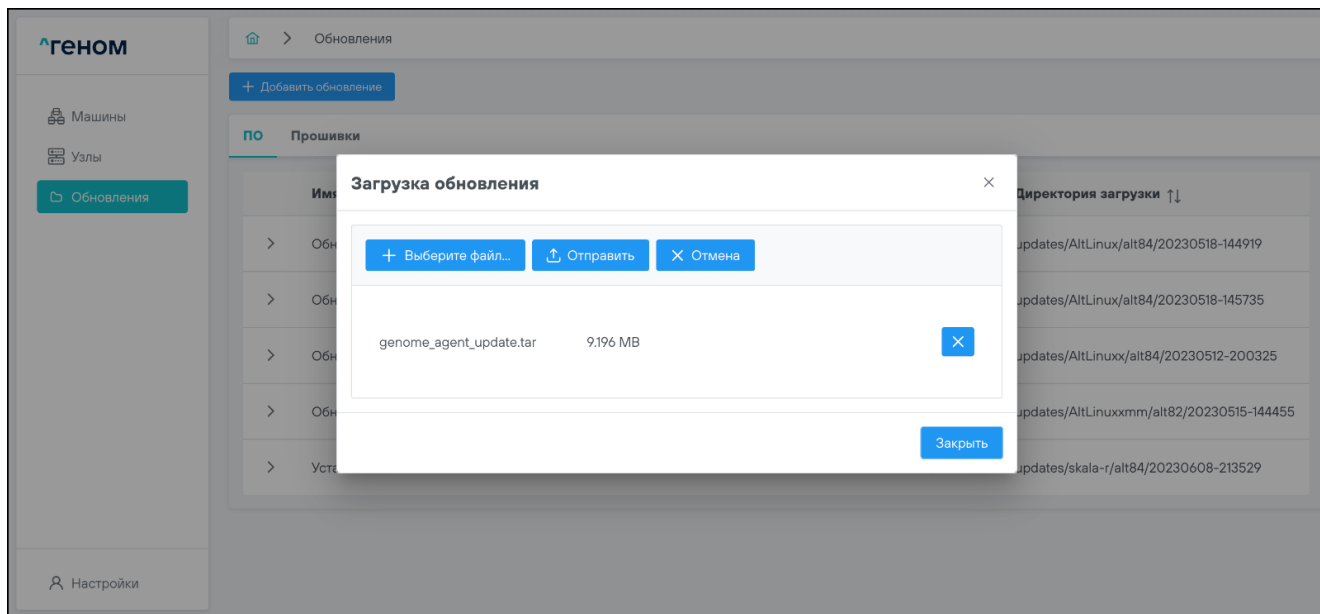 ^геном
Обновления
+ Добавить обновление
Машины
Узлы
Обновления
Настройки
ПО Прошивки
Директория загрузки
updates/AltLinux/alt84/20230518-144919
updates/AltLinux/alt84/20230518-145735
updates/AltLinuxx/alt84/20230512-200325
updates/AltLinuxxmm/alt82/20230515-144455
updates/skala-r/alt84/20230608-213529
Загрузка обновления
+ Выберите файл... Отправить Отмена
genome_agent_update.tar 9.196 MB
Закрыть